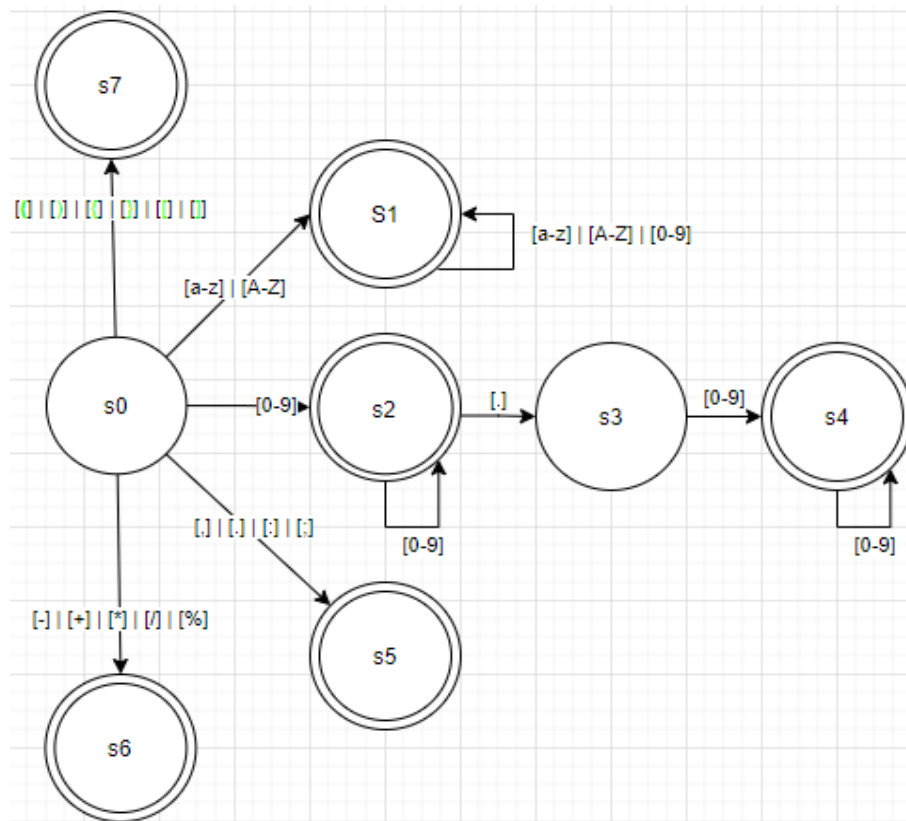 s7
[(] | [)] | [{] | [}] | [[] | []]
S1
[a-z] | [A-Z] | [0-9]
[a-z] | [A-Z]
s0
[0-9]
s2
[.]
s3
[0-9]
s4
[,] | [.] | [:] | [;]
[0-9]
[0-9]
[-] | [+] | [*] | [/] | [%]
s5
s6